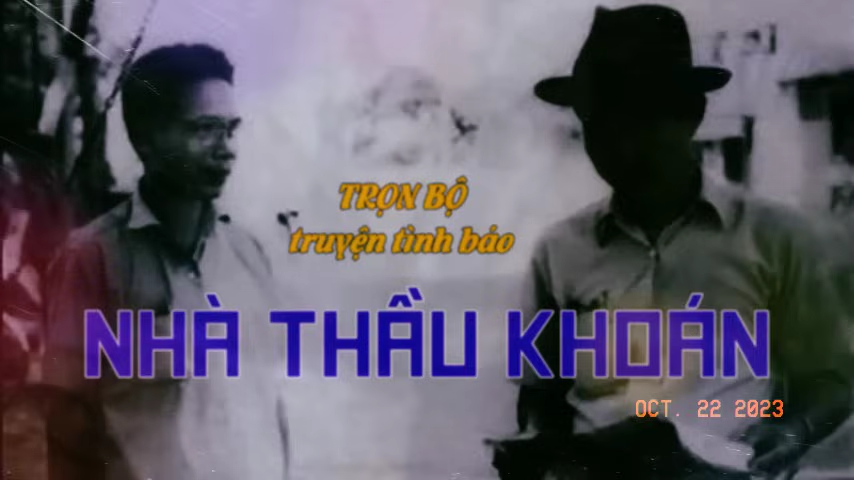 TRỌN BỘ
truyện tình báo
NHÀ THẦU KHOÁN
OCT. 22 2023